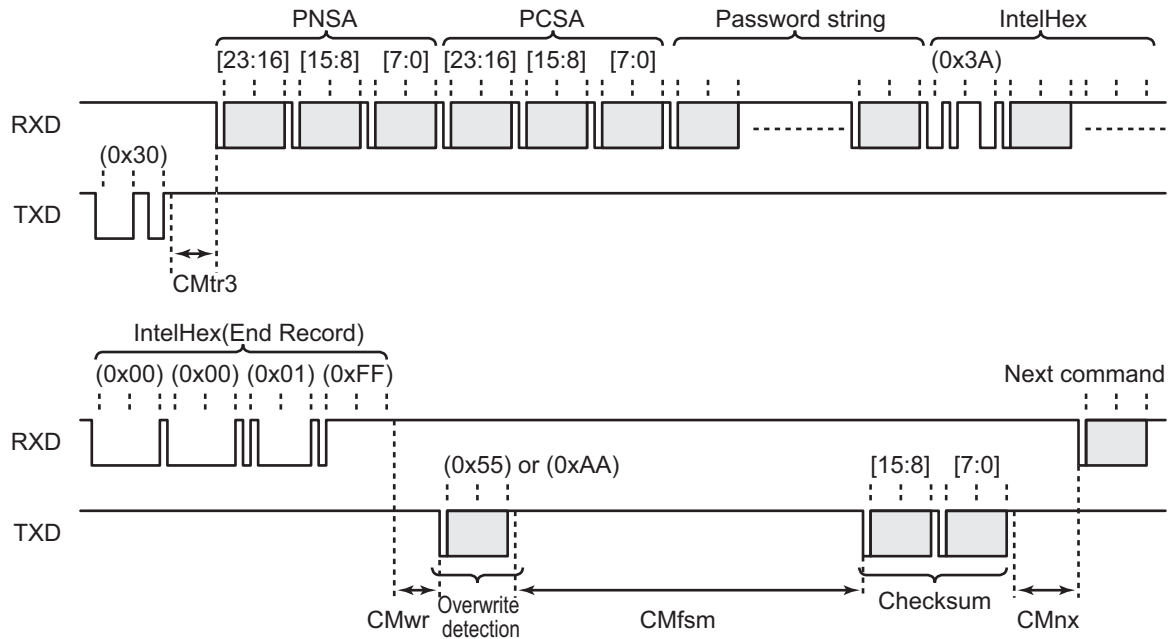 PNSA PCSA Password string IntelHex
[23:16] [15:8] [7:0] [23:16] [15:8] [7:0] (0x3A)
RXD
(0x30)
TXD
CMtr3
IntelHex(End Record)
(0x00) (0x00) (0x01) (0xFF) Next command
RXD
(0x55) or (0xAA) [15:8] [7:0]
TXD
CMwr Overwrite detection CMfsm Checksum CMnx